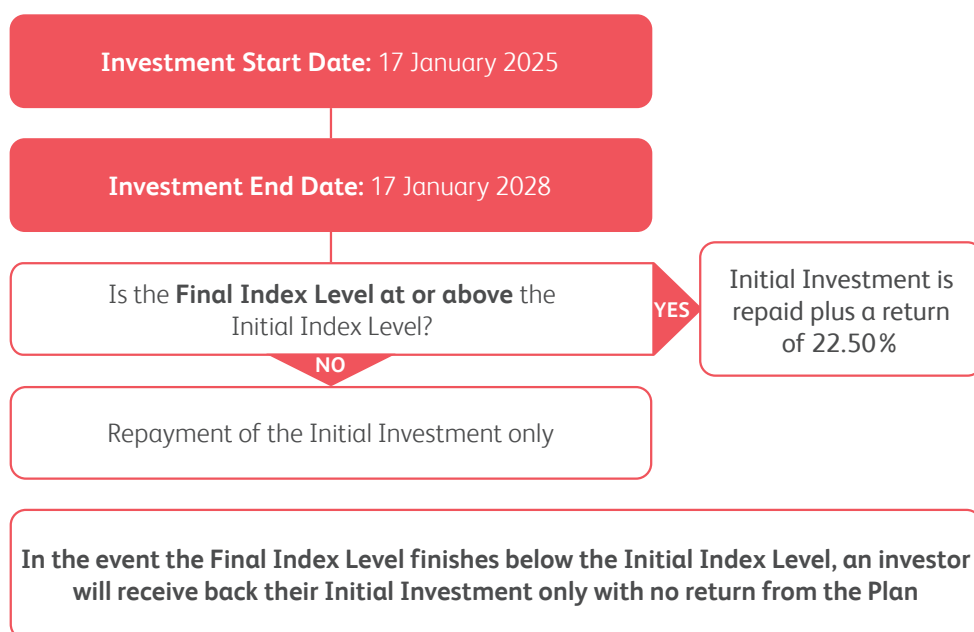 Investment Start Date: 17 January 2025
Investment End Date: 17 January 2028
Is the Final Index Level at or above the
Initial Index Level?
YES
Initial Investment is
repaid plus a return
of 22.50%
NO
Repayment of the Initial Investment only
In the event the Final Index Level finishes below the Initial Index Level, an investor
will receive back their Initial Investment only with no return from the Plan